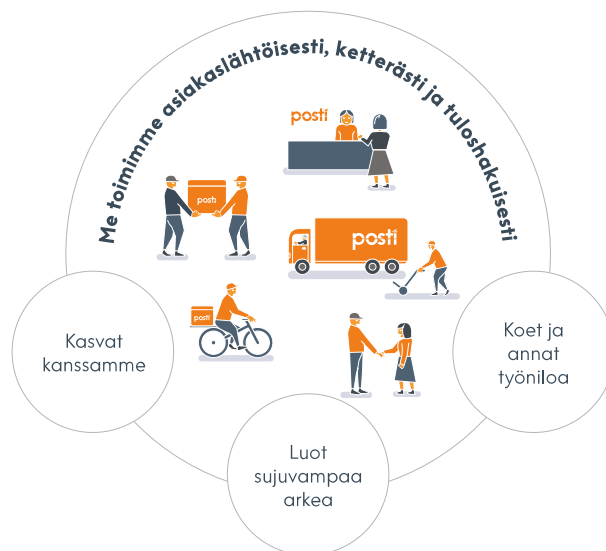 Me toimimme asiakaslähtöisesti, ketterästi ja tuloshakuisesti
posti
posti
posti
posti
Kasvat
kanssamme
Koet ja
annat
työniloa
Luot
sujuvampaa
arkea